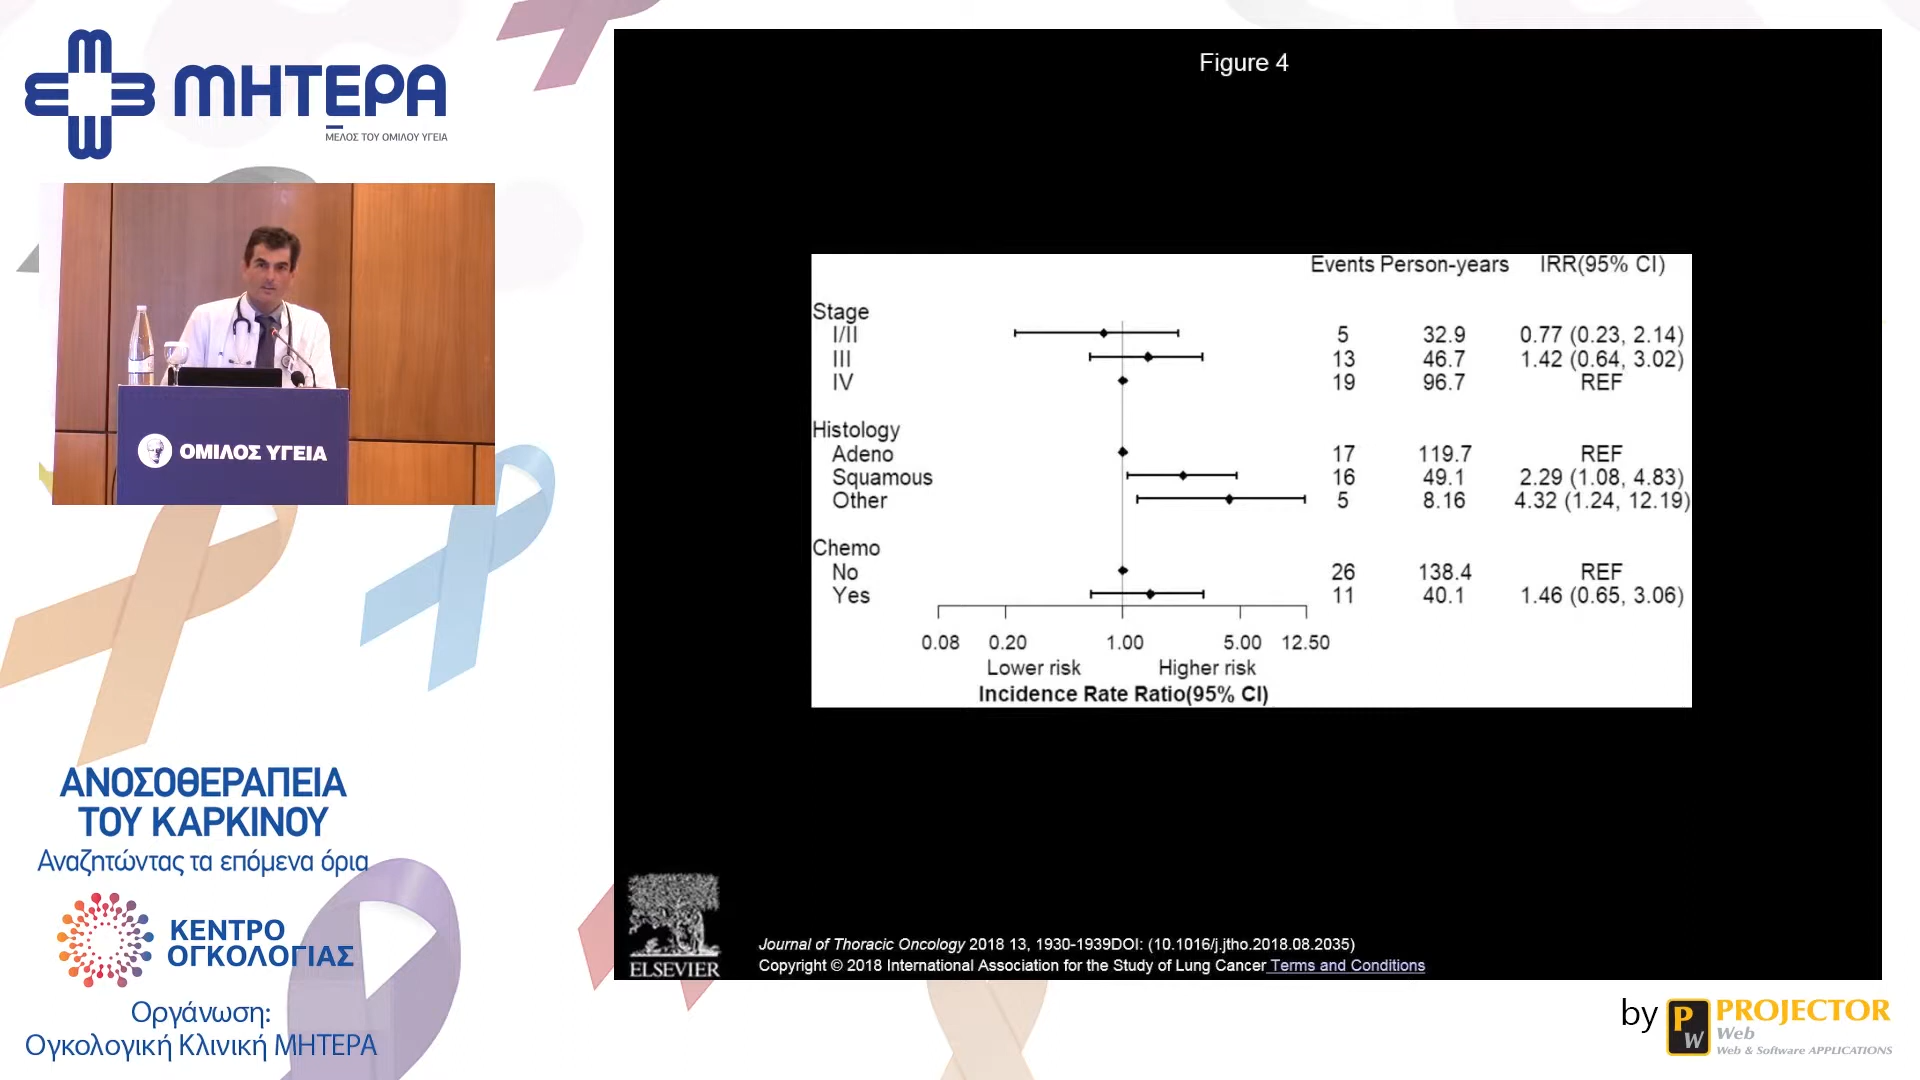 ΜΗΤΕΡΑ
ΜΕΛΟΣ ΤΟΥ ΟΜΙΛΟΥ ΥΓΕΙΑ
ΟΜΙΛΟΣ ΥΓΕΙΑ
ΑΝΟΣΟΘΕΡΑΠΕΙΑ
ΤΟΥ ΚΑΡΚΙΝΟΥ
Αναζητώντας τα επόμενα όρια
ΚΕΝΤΡΟ
ΟΓΚΟΛΟΓΙΑΣ
Οργάνωση:
Ογκολογική Κλινική ΜΗΤΕΡΑ
Figure 4
Events Person-years IRR(95% CI)
Stage
I/II 5 32.9 0.77 (0.23, 2.14)
III 13 46.7 1.42 (0.64, 3.02)
IV 19 96.7 REF
Histology
Adeno 17 119.7 REF
Squamous 16 49.1 2.29 (1.08, 4.83)
Other 5 8.16 4.32 (1.24, 12.19)
Chemo
No 26 138.4 REF
Yes 11 40.1 1.46 (0.65, 3.06)
0.08 0.20 1.00 5.00 12.50
Lower risk Higher risk
Incidence Rate Ratio(95% CI)
ELSEVIER
Journal of Thoracic Oncology 2018 13, 1930-1939DOI: (10.1016/j.jtho.2018.08.2035)
Copyright © 2018 International Association for the Study of Lung Cancer Terms and Conditions
by PW PROJECTOR
Web
Web & Software APPLICATIONS